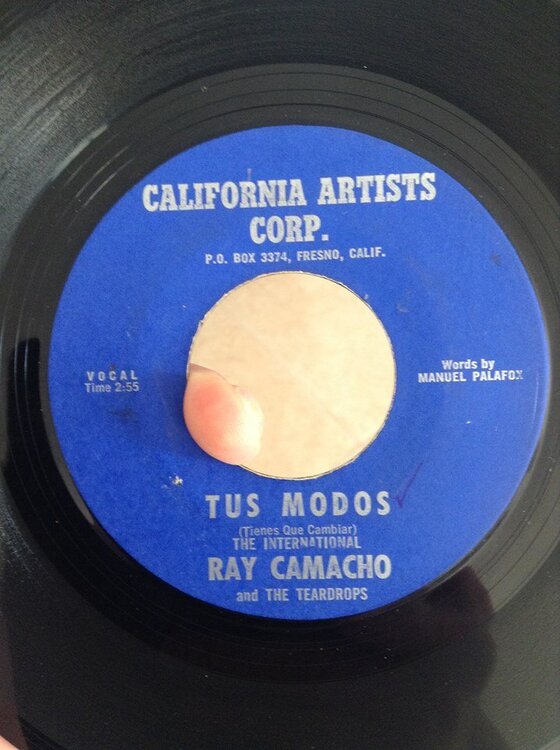 CALIFORNIA ARTISTS
CORP.
P.O. BOX 3374, FRESNO, CALIF.
VOCAL
Time 2:55
Words by
MANUEL PALAFOX
TUS MODOS
(Tienes Que Cambiar)
THE INTERNATIONAL
RAY CAMACHO
and THE TEARDROPS